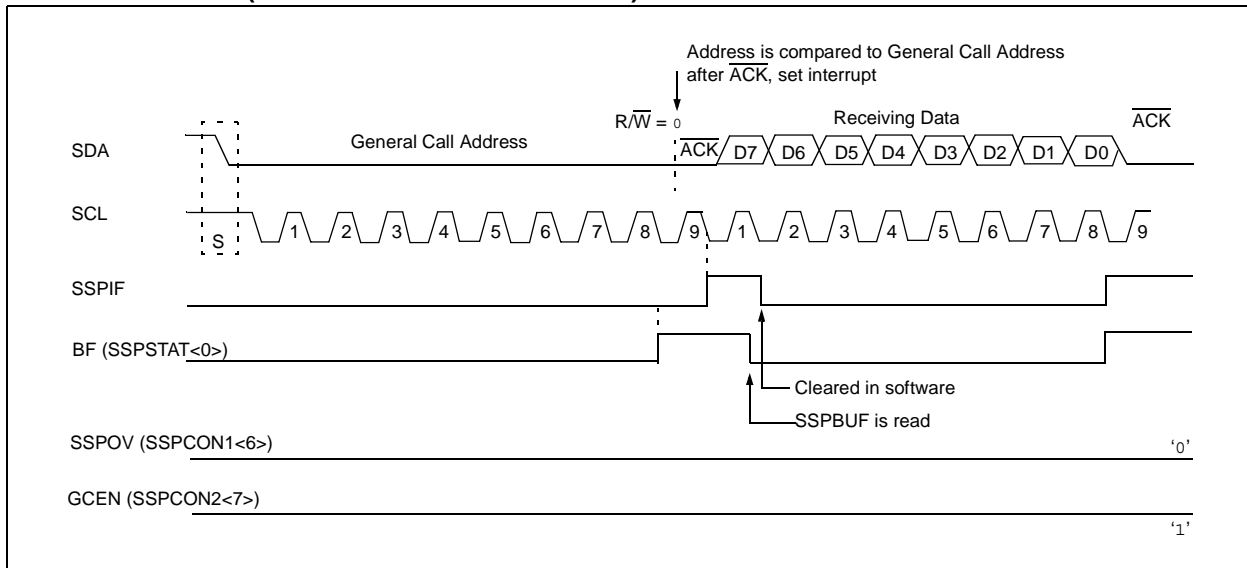 Address is compared to General Call Address
after ACK, set interrupt
R/W = 0
Receiving Data
ACK
SDA
General Call Address
ACK
D7 D6 D5 D4 D3 D2 D1 D0
SCL
S
1 2 3 4 5 6 7 8 9 1 2 3 4 5 6 7 8 9
SSPIF
BF (SSPSTAT<0>)
Cleared in software
SSPBUF is read
SSPOV (SSPCON1<6>)
‘0’
GCEN (SSPCON2<7>)
‘1’